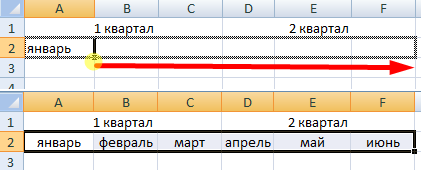 A B C D E F
1 1 квартал 2 квартал
2 январь
3
4
A B C D E F
1 1 квартал 2 квартал
2 январь февраль март апрель май июнь
3